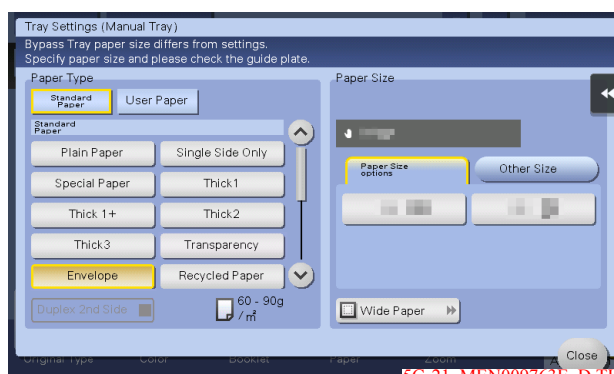 Tray Settings (Manual Tray)
Bypass Tray paper size differs from settings.
Specify paper size and please check the guide plate.
Paper Type
Paper Size
Standard
Paper
User Paper
Standard
Paper
Plain Paper
Single Side Only
Special Paper
Thick1
Thick 1+
Thick2
Thick3
Transparency
Envelope
Recycled Paper
Duplex 2nd Side
60 - 90g
/㎡
Paper Size
options
Other Size
Wide Paper
Close
Original Type
Color
Booklet
Paper
Zoom